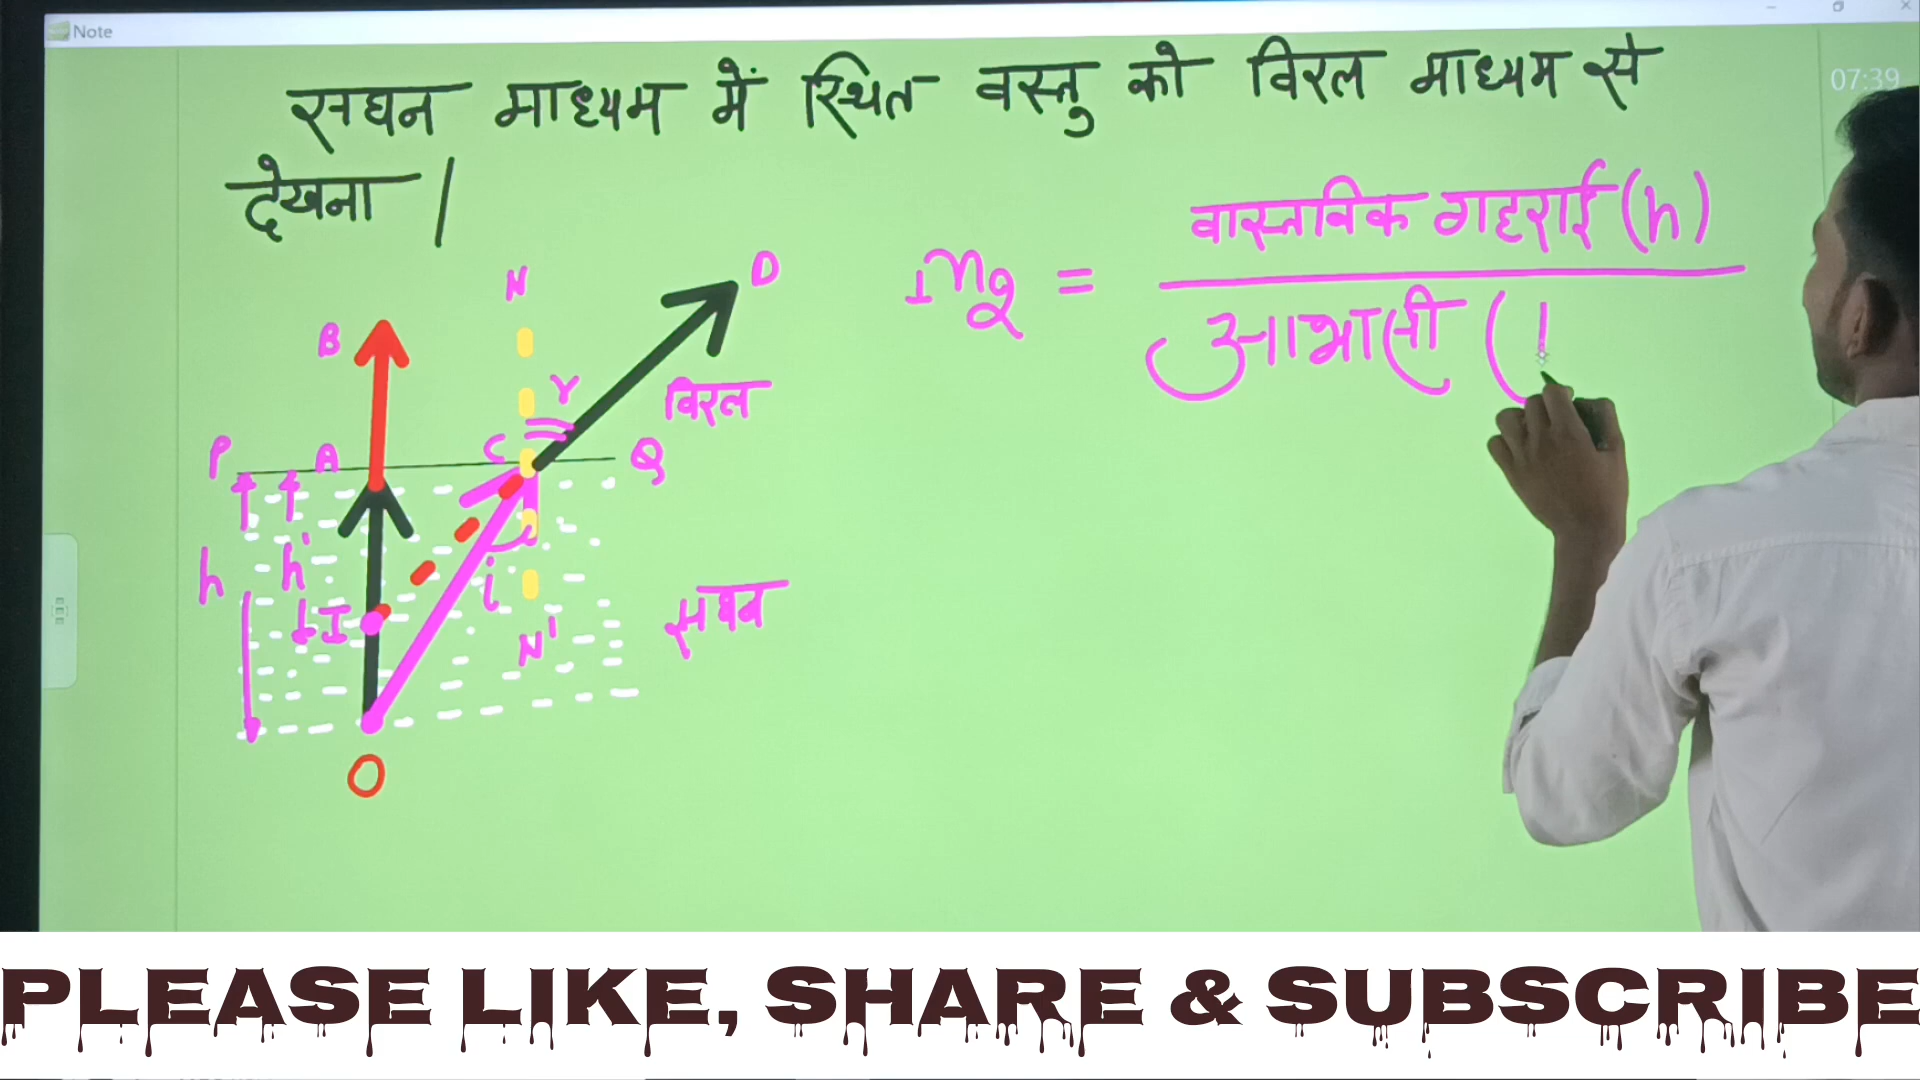 Note
सघन माध्यम में स्थित वस्तु को विरल माध्यम से
07:39
देखना |
वास्तविक गहराई (h)
1n2 =
आभासी (
N
D
B
r
विरल
P
A
C
Q
h
h'
i
I
N'
सघन
O
PLEASE LIKE, SHARE & SUBSCRIBE